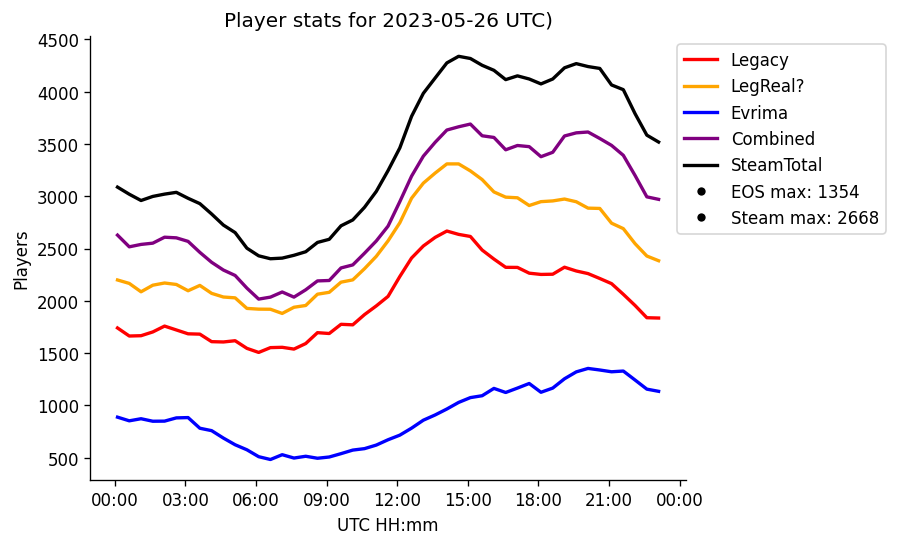 Player stats for 2023-05-26 UTC)
4500
4000
3500
3000
2500
2000
1500
1000
500
Players
00:00 03:00 06:00 09:00 12:00 15:00 18:00 21:00 00:00
UTC HH:mm
Legacy
LegReal?
Evrima
Combined
SteamTotal
EOS max: 1354
Steam max: 2668